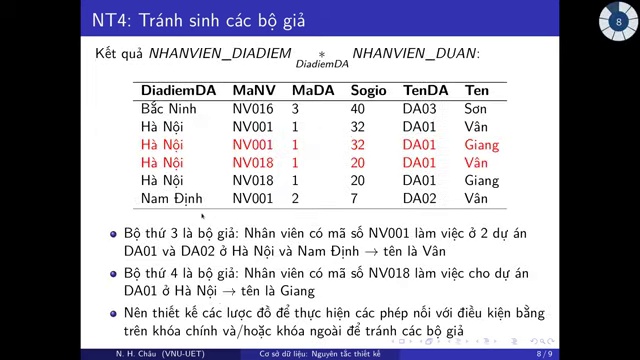 8
NT4: Tránh sinh các bộ giả
Kết quả NHANVIEN_DIADIEM * NHANVIEN_DUAN:
DiadiemDA
DiadiemDA MaNV MaDA Sogio TenDA Ten
Bắc Ninh NV016 3 40 DA03 Sơn
Hà Nội NV001 1 32 DA01 Vân
Hà Nội NV001 1 32 DA01 Giang
Hà Nội NV018 1 20 DA01 Vân
Hà Nội NV018 1 20 DA01 Giang
Nam Định NV001 2 7 DA02 Vân
Bộ thứ 3 là bộ giả: Nhân viên có mã số NV001 làm việc ở 2 dự án
DA01 và DA02 ở Hà Nội và Nam Định → tên là Vân
Bộ thứ 4 là bộ giả: Nhân viên có mã số NV018 làm việc cho dự án
DA01 ở Hà Nội → tên là Giang
Nên thiết kế các lược đồ để thực hiện các phép nối với điều kiện bằng
trên khóa chính và/hoặc khóa ngoài để tránh các bộ giả
N. H. Châu (VNU-UET) Cơ sở dữ liệu: Nguyên tắc thiết kế 8 / 9